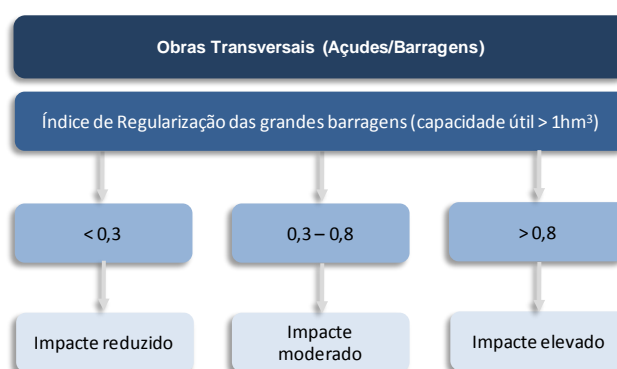 Obras Transversais (Açudes/Barragens)
Índice de Regularização das grandes barragens (capacidade útil > 1hm³)
< 0,3
0,3 – 0,8
> 0,8
Impacte reduzido
Impacte
moderado
Impacte elevado